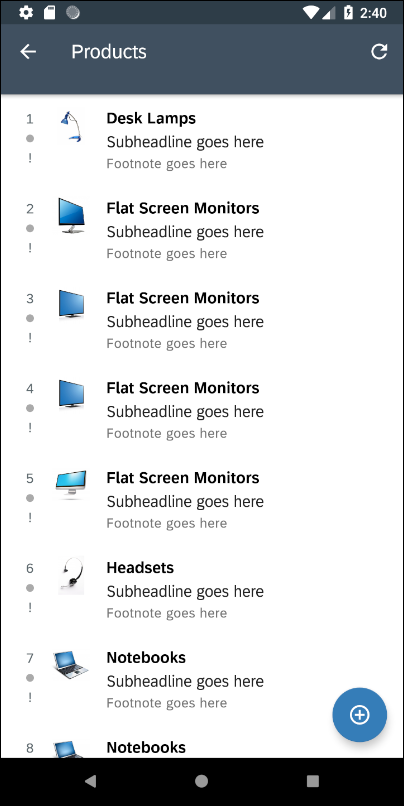 2:40
Products
1
Desk Lamps
Subheadline goes here
!
Footnote goes here
2
Flat Screen Monitors
Subheadline goes here
!
Footnote goes here
3
Flat Screen Monitors
Subheadline goes here
!
Footnote goes here
4
Flat Screen Monitors
Subheadline goes here
!
Footnote goes here
5
Flat Screen Monitors
Subheadline goes here
!
Footnote goes here
6
Headsets
Subheadline goes here
!
Footnote goes here
7
Notebooks
Subheadline goes here
!
Footnote goes here
8
Notebooks